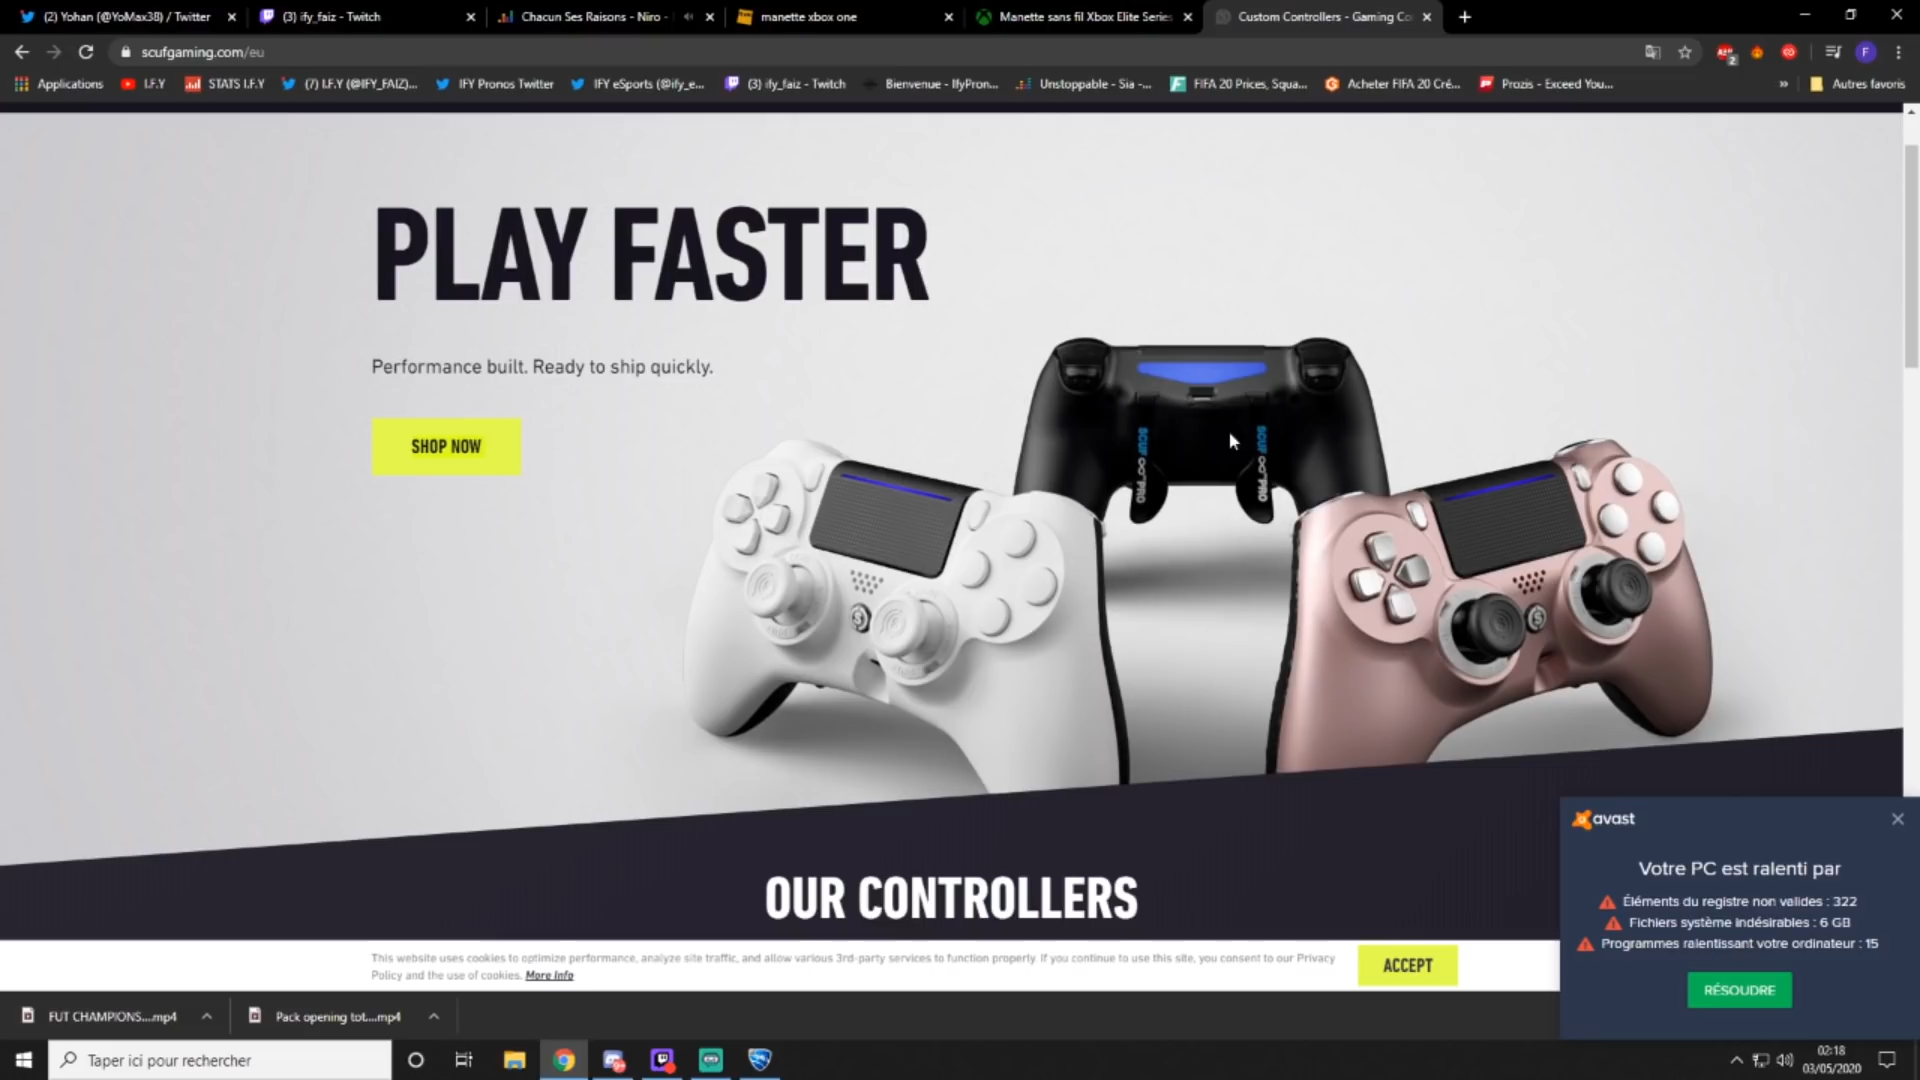 (2) Yohan (@YoMax38) / Twitter
(3) ify_faiz - Twitch
Chacun Ses Raisons - Niro -
manette xbox one
Manette sans fil Xbox Elite Series
Custom Controllers - Gaming Co
scufgaming.com/eu
Applications
I.F.Y
STATS I.F.Y
(7) I.F.Y (@IFY_FAIZ)...
IFY Pronos Twitter
IFY eSports (@ify_e...
(3) ify_faiz - Twitch
Bienvenue - IfyPron...
Unstoppable - Sia -...
FIFA 20 Prices, Squa...
Acheter FIFA 20 Cré...
Prozis - Exceed You...
Autres favoris
PLAY FASTER
Performance built. Ready to ship quickly.
SHOP NOW
OUR CONTROLLERS
This website uses cookies to optimize performance, analyze site traffic, and allow various 3rd-party services to function properly. If you continue to use this site, you consent to our Privacy
Policy and the use of cookies. More Info
ACCEPT
avast
Votre PC est ralenti par
Éléments du registre non valides : 322
Fichiers système indésirables : 6 GB
Programmes ralentissant votre ordinateur : 15
RÉSOUDRE
FUT CHAMPIONS....mp4
Pack opening tot....mp4
Taper ici pour rechercher
02:18
03/05/2020